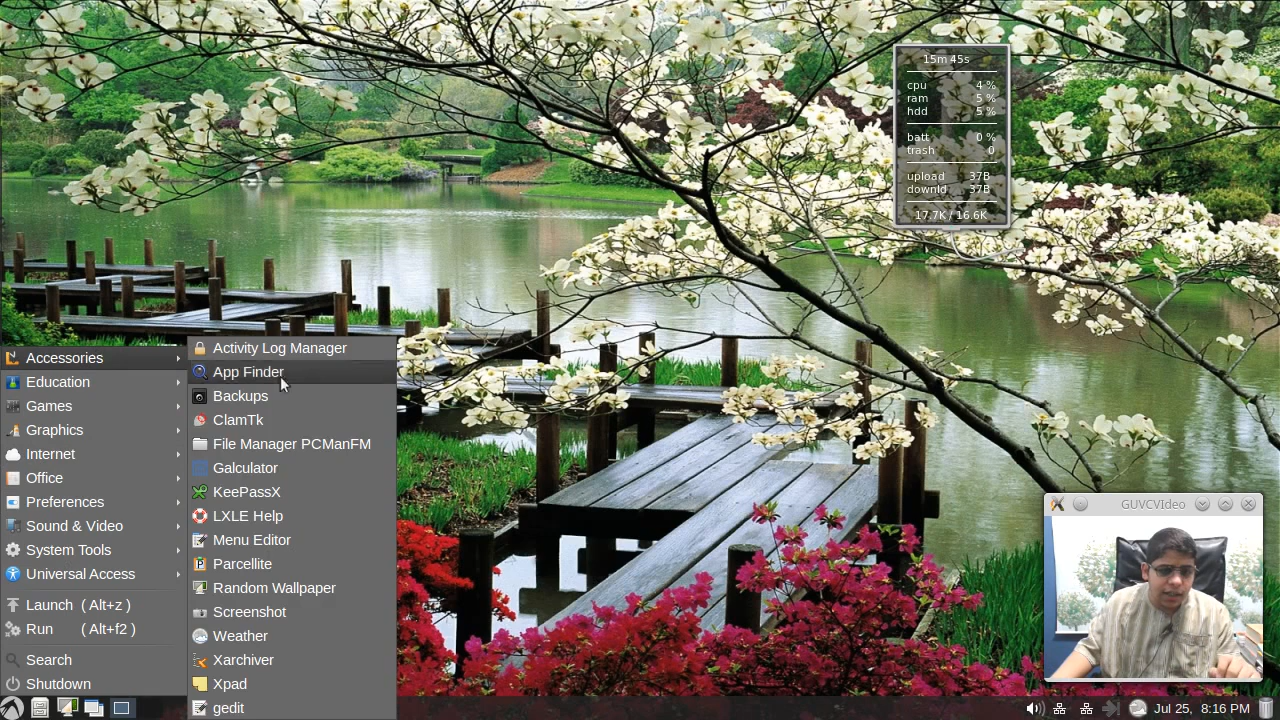 15m 45s
cpu 4 %
ram 5 %
hdd 5 %
batt 0 %
trash 0
upload 37B
downld 37B
17.7K / 16.6K
Accessories
Education
Games
Graphics
Internet
Office
Preferences
Sound & Video
System Tools
Universal Access
Launch ( Alt+z )
Run ( Alt+f2 )
Search
Shutdown
Activity Log Manager
App Finder
Backups
ClamTk
File Manager PCManFM
Galculator
KeePassX
LXLE Help
Menu Editor
Parcellite
Random Wallpaper
Screenshot
Weather
Xarchiver
Xpad
gedit
GUVCVIdeo
Jul 25, 8:16 PM